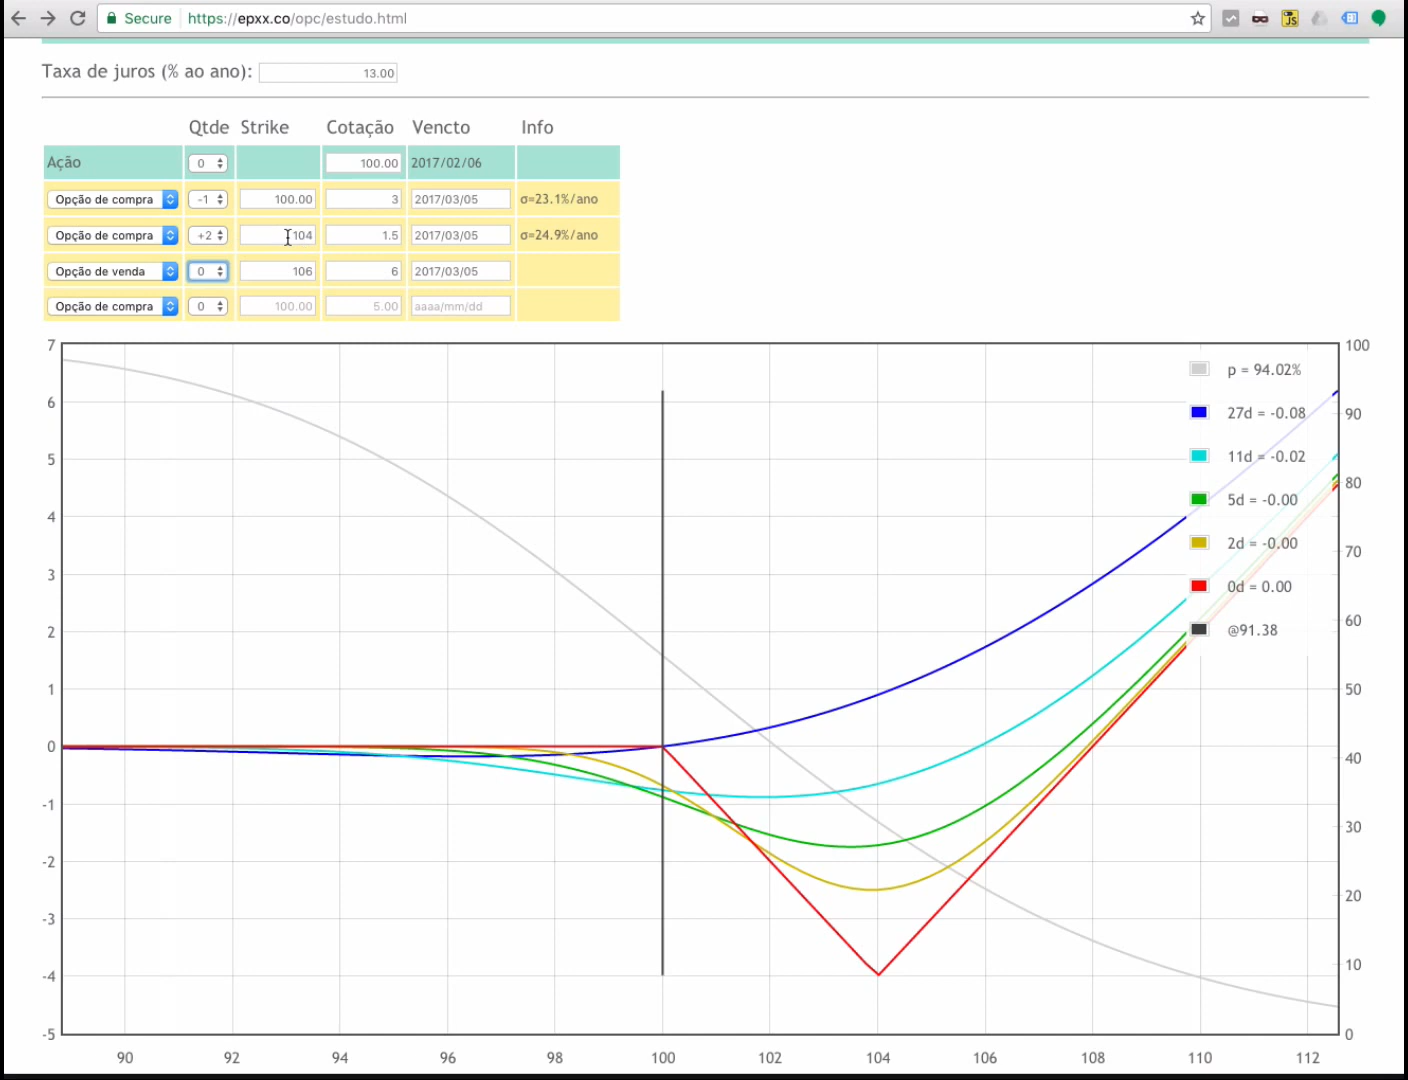 Secure https://epxx.co/opc/estudo.html
Taxa de juros (% ao ano): 13.00
Qtde Strike Cotação Vencto Info
Ação 0 100.00 2017/02/06
Opção de compra -1 100.00 3 2017/03/05 σ=23.1%/ano
Opção de compra +2 104 1.5 2017/03/05 σ=24.9%/ano
Opção de venda 0 106 6 2017/03/05
Opção de compra 0 100.00 5.00 aaaa/mm/dd
7 100
p = 94.02%
6 27d = -0.08 90
5 11d = -0.02
80
5d = -0.00
4 2d = -0.00
70
3 0d = 0.00
2 @91.38 60
1 50
0 40
-1
30
-2
20
-3
-4 10
-5 0
90 92 94 96 98 100 102 104 106 108 110 112
JS